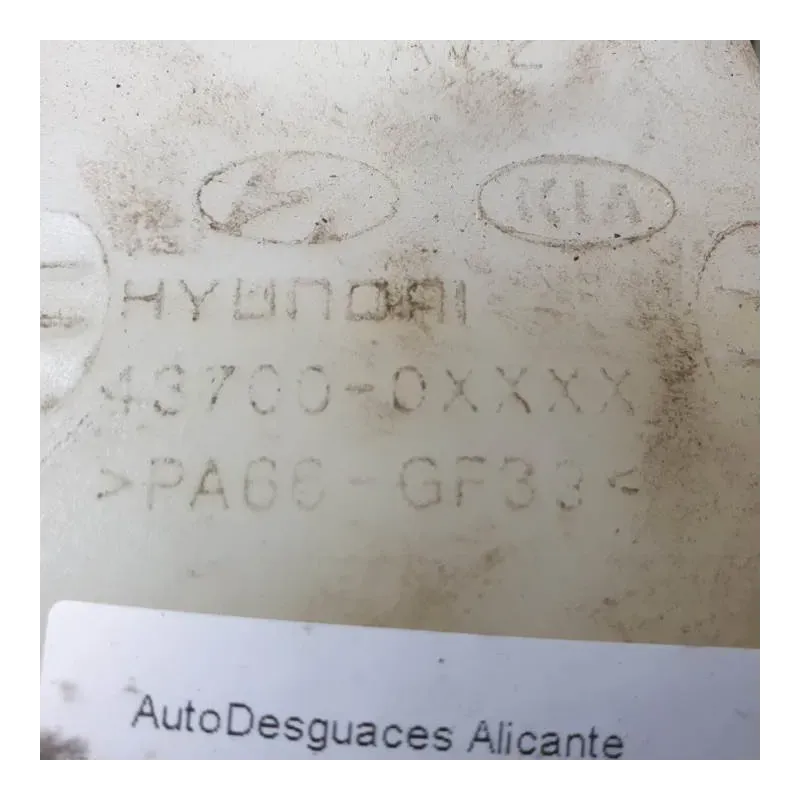 KIA
HYUNDAI
43700-0XXXX
>PA66-GF33<
AutoDesguaces Alicante